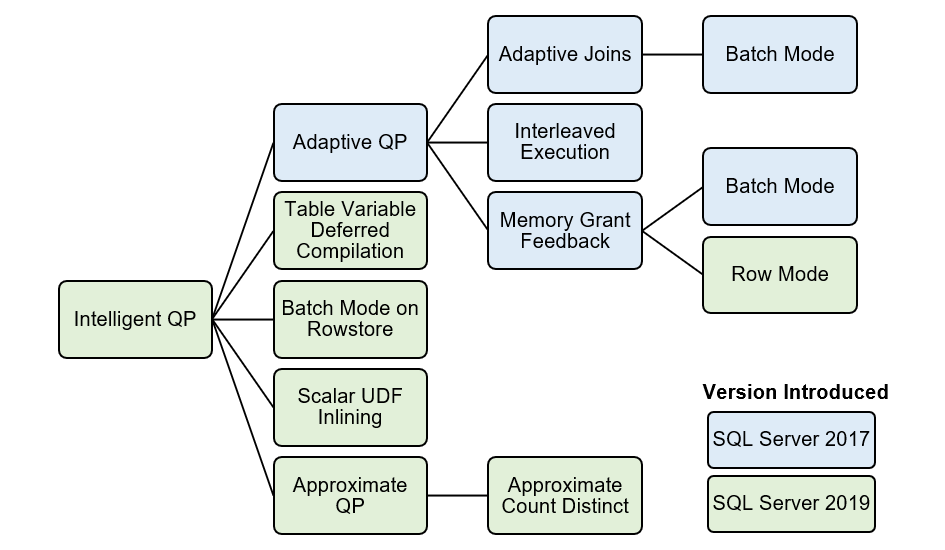 Adaptive Joins
Batch Mode
Adaptive QP
Interleaved
Execution
Batch Mode
Table Variable
Deferred
Compilation
Memory Grant
Feedback
Row Mode
Intelligent QP
Batch Mode on
Rowstore
Scalar UDF
Inlining
Approximate
QP
Approximate
Count Distinct
Version Introduced
SQL Server 2017
SQL Server 2019